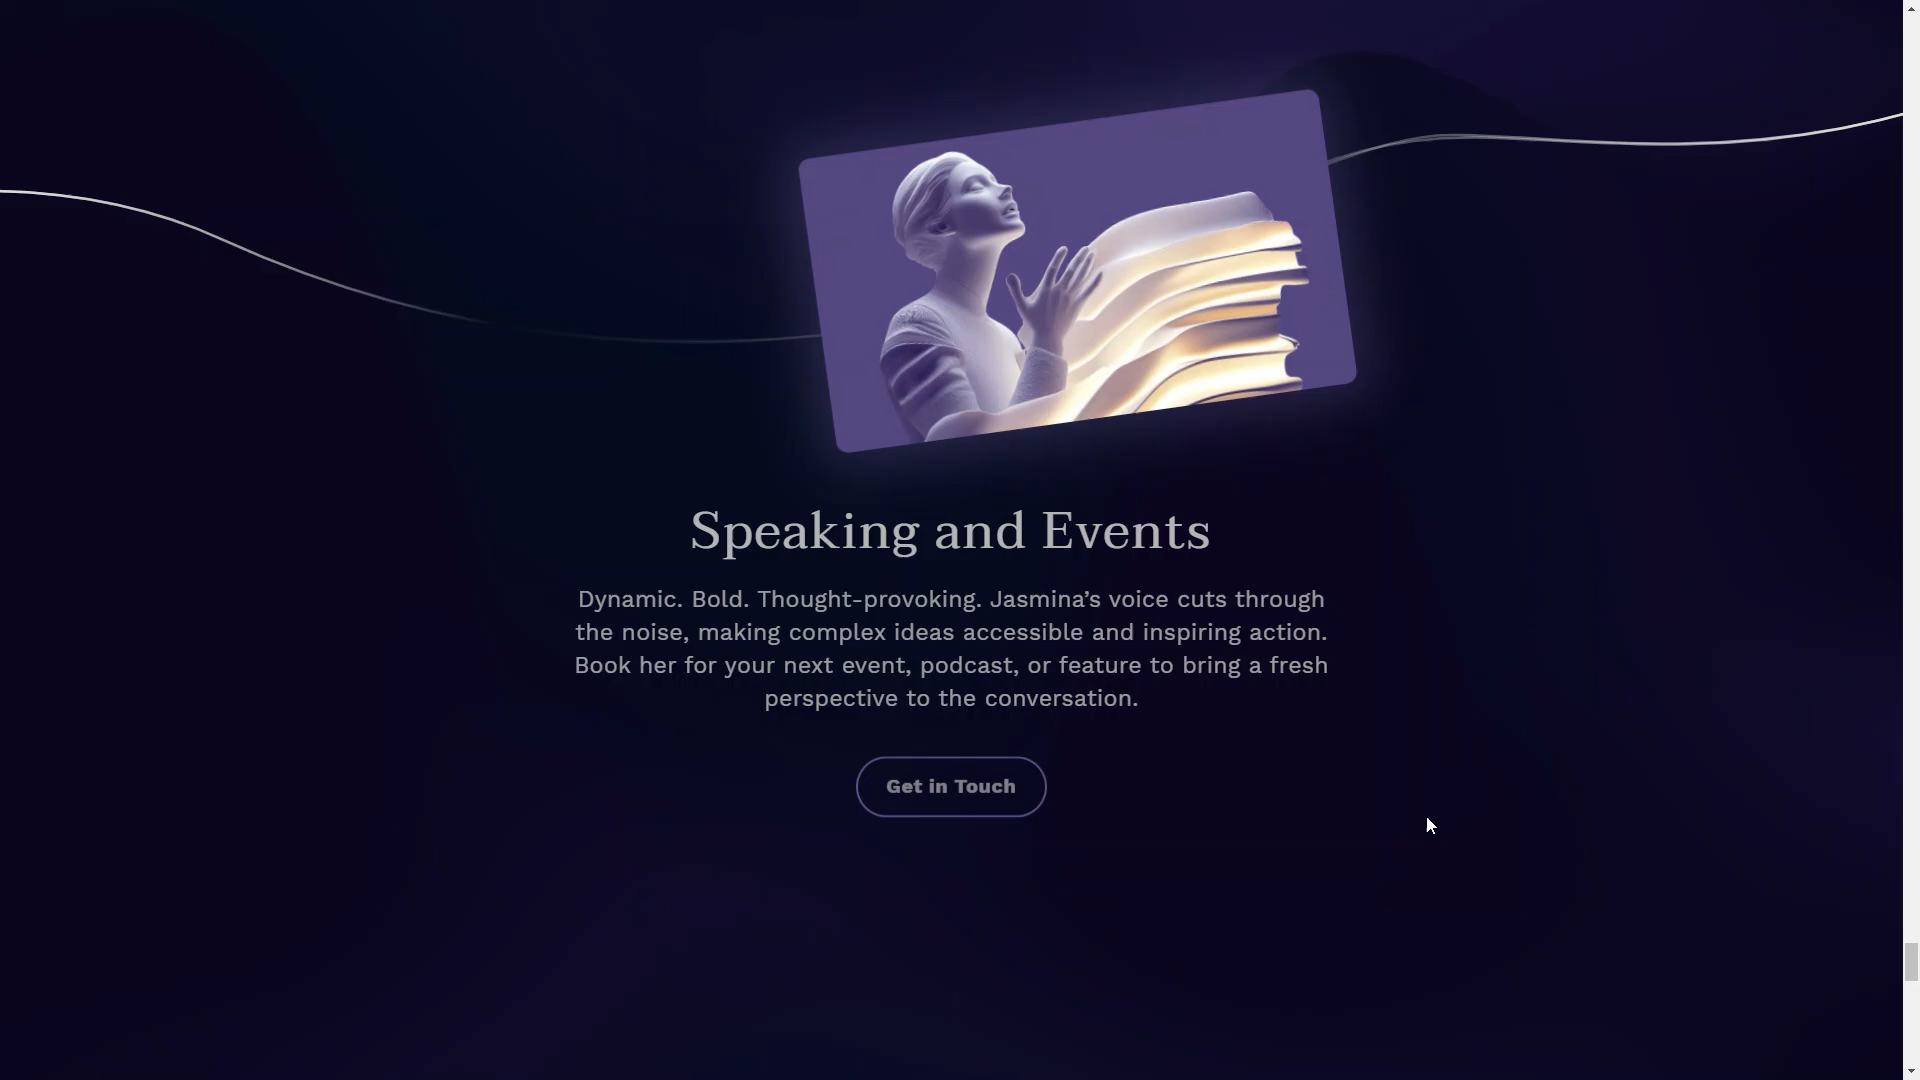 Speaking and Events
Dynamic. Bold. Thought-provoking. Jasmina’s voice cuts through
the noise, making complex ideas accessible and inspiring action.
Book her for your next event, podcast, or feature to bring a fresh
perspective to the conversation.
Get in Touch